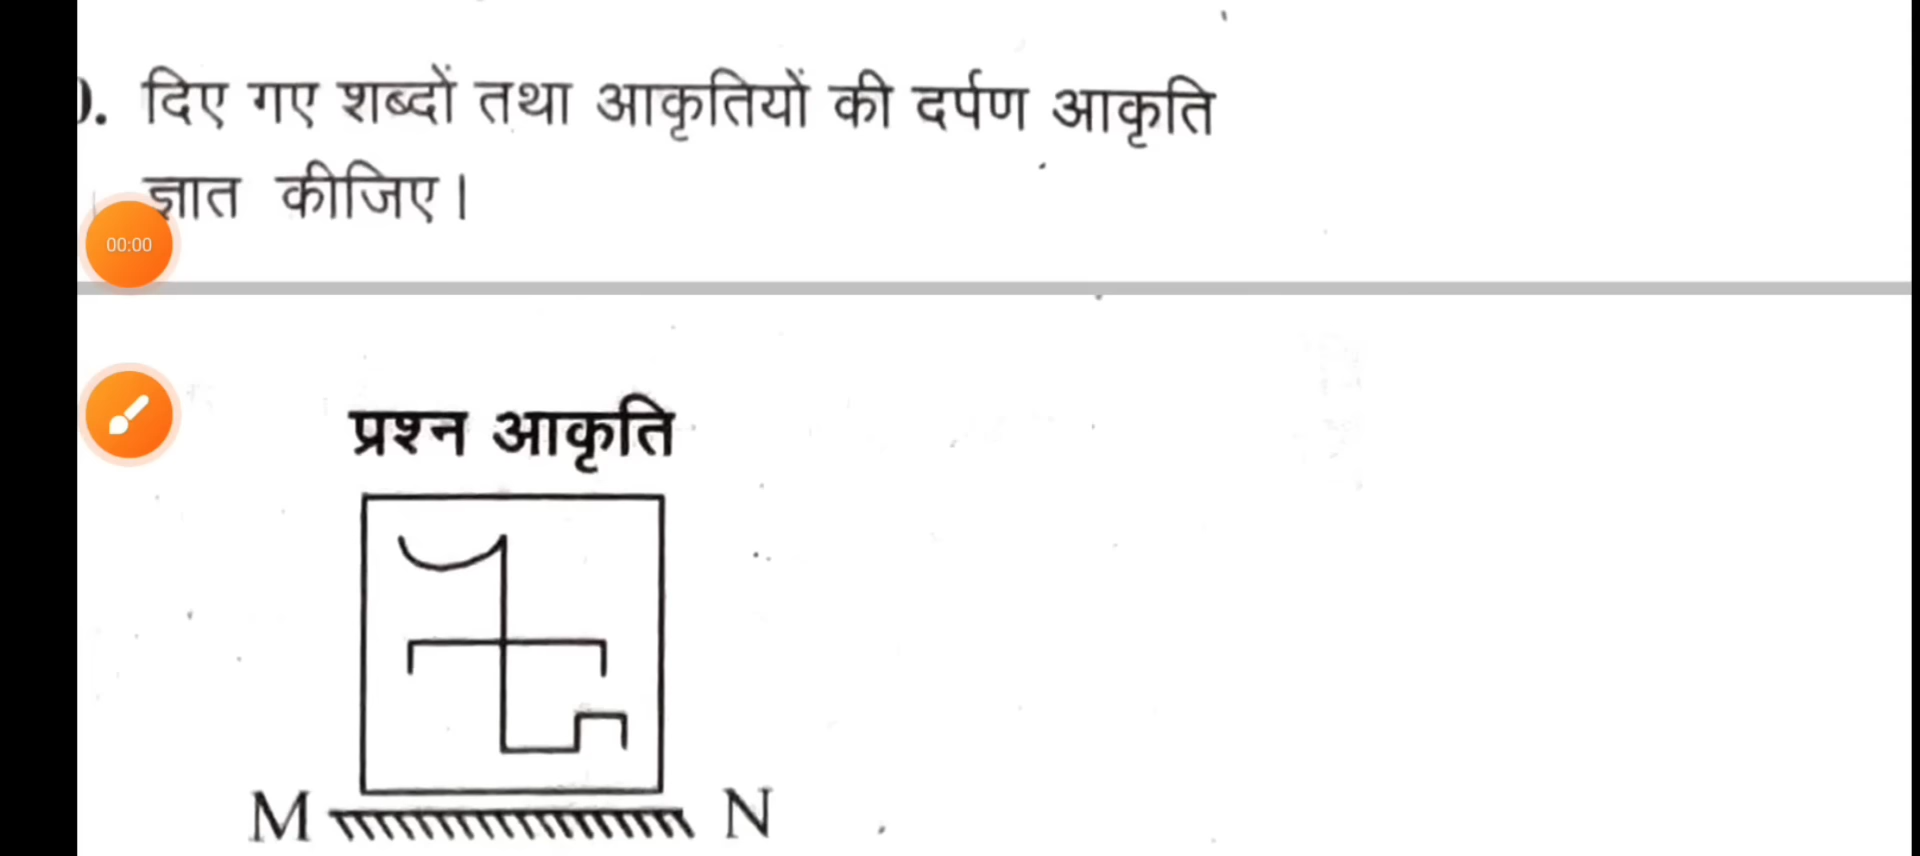 ). दिए गए शब्दों तथा आकृतियों की दर्पण आकृति
ज्ञात कीजिए।
00:00
प्रश्न आकृति
M N